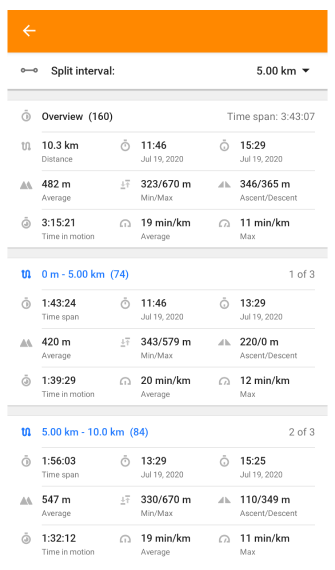 Split interval: 5.00 km
Overview (160) Time span: 3:43:07
10.3 km 11:46 15:29
Distance Jul 19, 2020 Jul 19, 2020
482 m 323/670 m 346/365 m
Average Min/Max Ascent/Descent
3:15:21 19 min/km 11 min/km
Time in motion Average Max
0 m - 5.00 km (74) 1 of 3
1:43:24 11:46 13:29
Time span Jul 19, 2020 Jul 19, 2020
420 m 343/579 m 220/0 m
Average Min/Max Ascent/Descent
1:39:29 20 min/km 12 min/km
Time in motion Average Max
5.00 km - 10.0 km (84) 2 of 3
1:56:03 13:29 15:25
Time span Jul 19, 2020 Jul 19, 2020
547 m 330/670 m 110/349 m
Average Min/Max Ascent/Descent
1:32:12 19 min/km 11 min/km
Time in motion Average Max